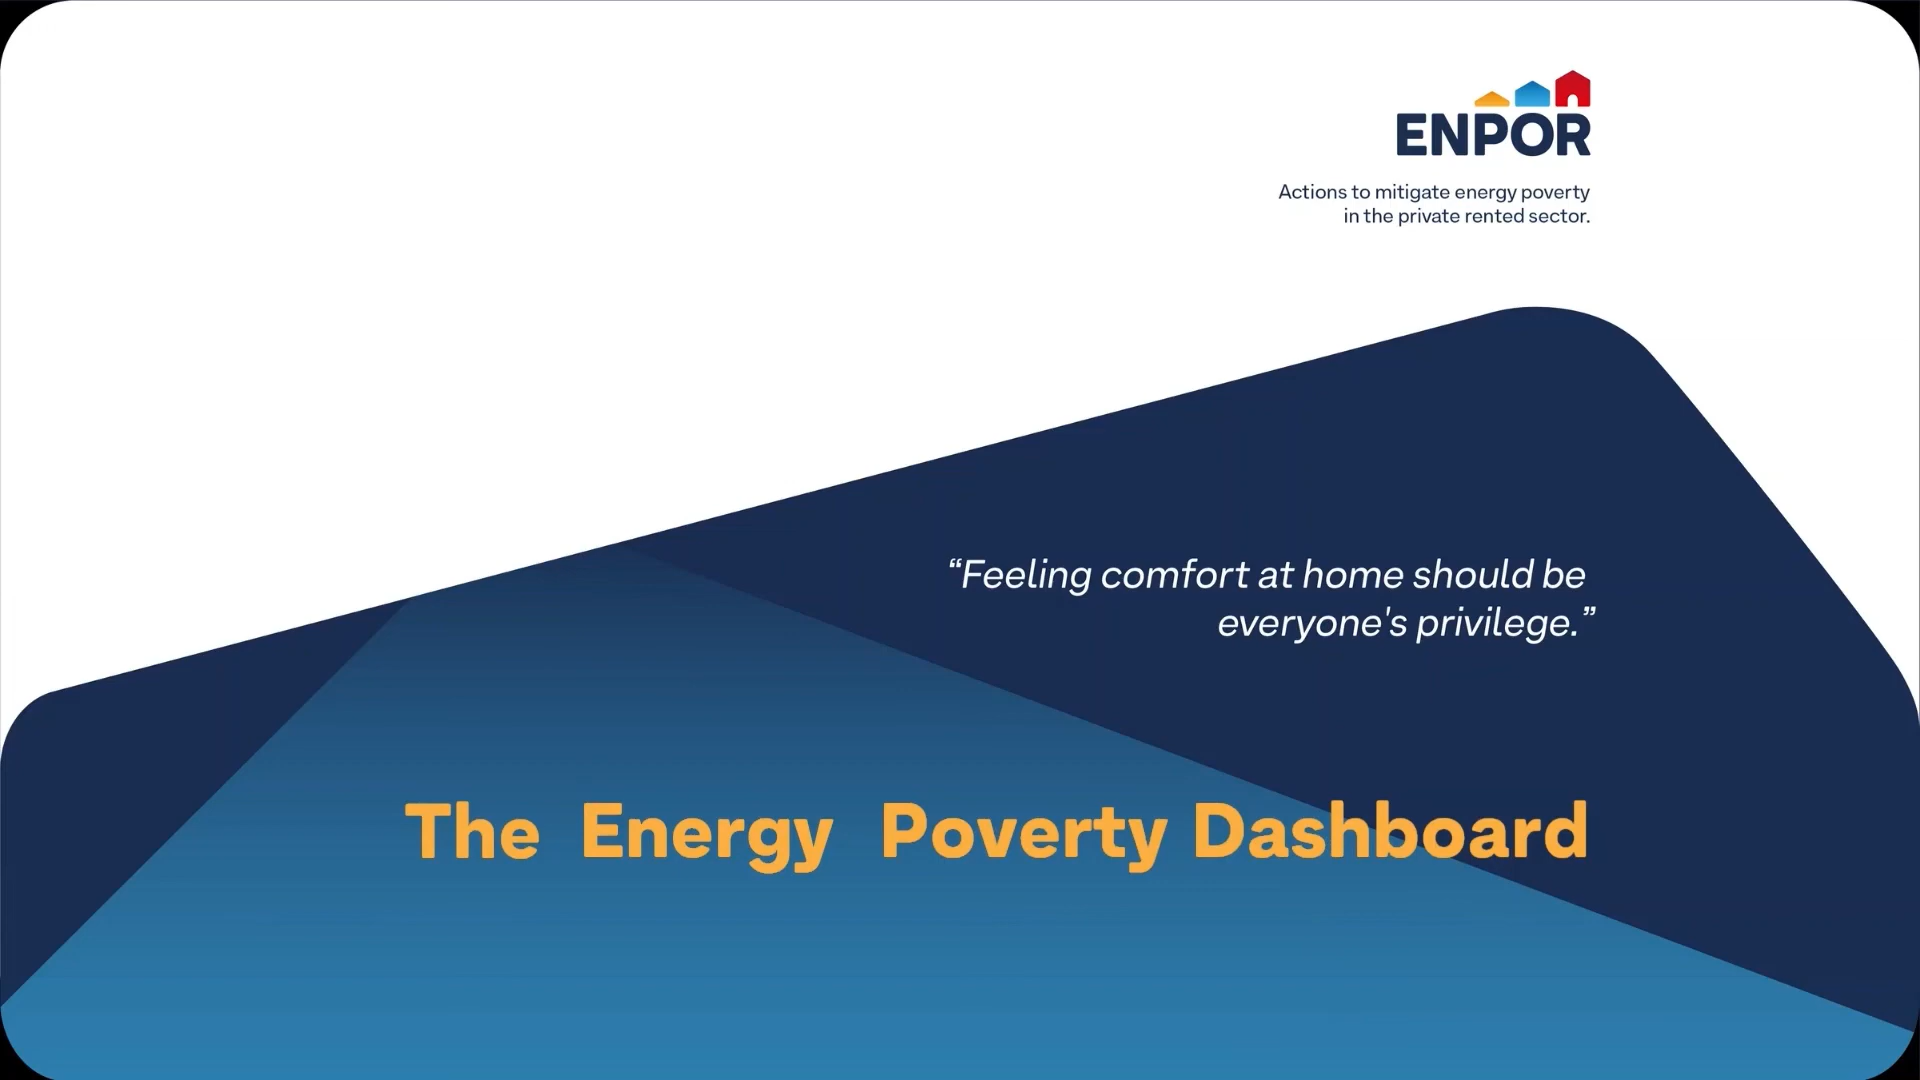 ENPOR
Actions to mitigate energy poverty
in the private rented sector.
“Feeling comfort at home should be
everyone's privilege.”
The Energy Poverty Dashboard